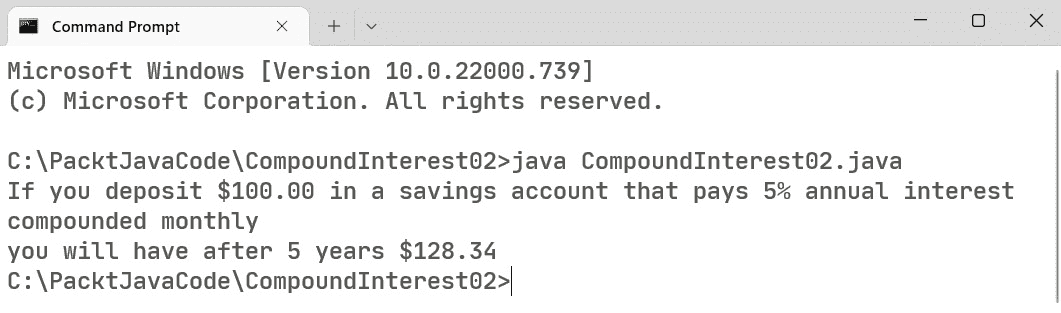 Command Prompt
Microsoft Windows [Version 10.0.22000.739]
(c) Microsoft Corporation. All rights reserved.
C:\PacktJavaCode\CompoundInterest02>java CompoundInterest02.java
If you deposit $100.00 in a savings account that pays 5% annual interest
compounded monthly
you will have after 5 years $128.34
C:\PacktJavaCode\CompoundInterest02>